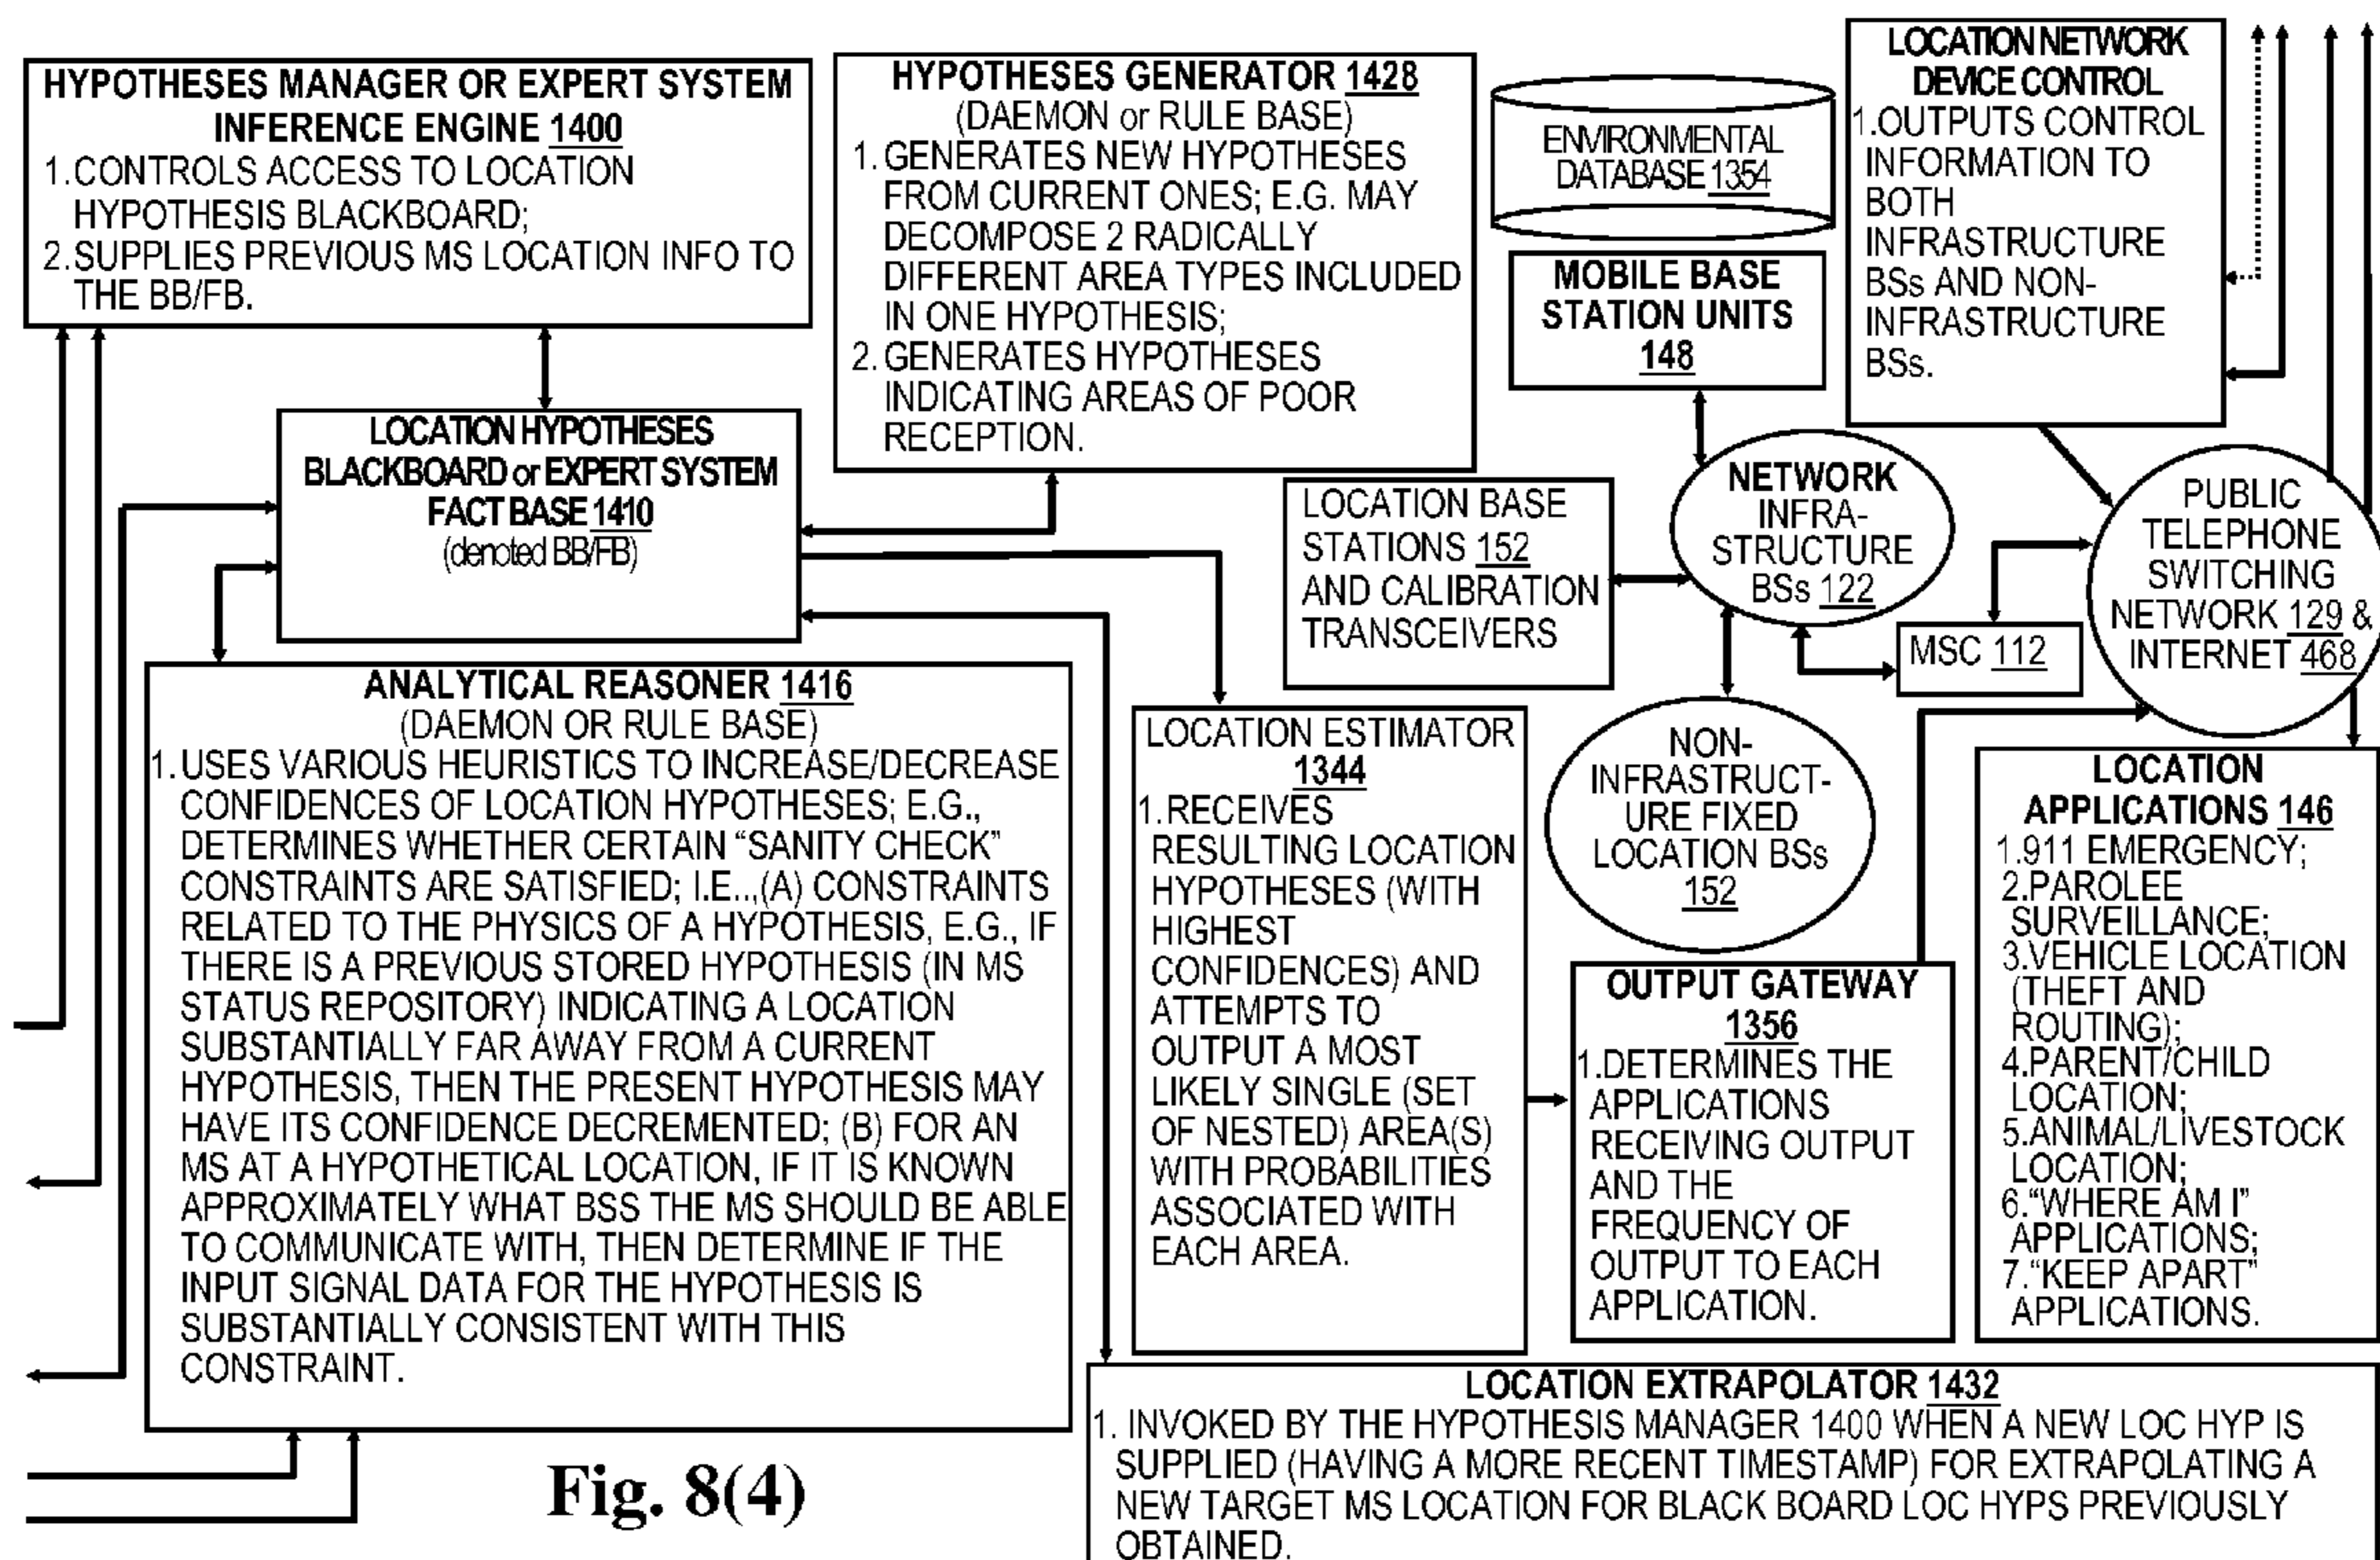 HYPOTHESES MANAGER OR EXPERT SYSTEM
INFERENCE ENGINE 1400
1. CONTROLS ACCESS TO LOCATION
HYPOTHESIS BLACKBOARD;
2. SUPPLIES PREVIOUS MS LOCATION INFO TO
THE BB/FB.
HYPOTHESES GENERATOR 1428
(DAEMON or RULE BASE)
1. GENERATES NEW HYPOTHESES
FROM CURRENT ONES; E.G. MAY
DECOMPOSE 2 RADICALLY
DIFFERENT AREA TYPES INCLUDED
IN ONE HYPOTHESIS;
2. GENERATES HYPOTHESES
INDICATING AREAS OF POOR
RECEPTION.
ENVIRONMENTAL
DATABASE 1354
MOBILE BASE
STATION UNITS
148
LOCATION NETWORK
DEVICE CONTROL
1. OUTPUTS CONTROL
INFORMATION TO
BOTH
INFRASTRUCTURE
BSs AND NON-
INFRASTRUCTURE
BSs.
LOCATION HYPOTHESES
BLACKBOARD or EXPERT SYSTEM
FACT BASE 1410
(denoted BB/FB)
LOCATION BASE
STATIONS 152
AND CALIBRATION
TRANSCEIVERS
NETWORK
INFRA-
STRUCTURE
BSs 122
MSC 112
PUBLIC
TELEPHONE
SWITCHING
NETWORK 129 &
INTERNET 468
ANALYTICAL REASONER 1416
(DAEMON OR RULE BASE)
1. USES VARIOUS HEURISTICS TO INCREASE/DECREASE
CONFIDENCES OF LOCATION HYPOTHESES; E.G.,
DETERMINES WHETHER CERTAIN “SANITY CHECK”
CONSTRAINTS ARE SATISFIED; I.E..,(A) CONSTRAINTS
RELATED TO THE PHYSICS OF A HYPOTHESIS, E.G., IF
THERE IS A PREVIOUS STORED HYPOTHESIS (IN MS
STATUS REPOSITORY) INDICATING A LOCATION
SUBSTANTIALLY FAR AWAY FROM A CURRENT
HYPOTHESIS, THEN THE PRESENT HYPOTHESIS MAY
HAVE ITS CONFIDENCE DECREMENTED; (B) FOR AN
MS AT A HYPOTHETICAL LOCATION, IF IT IS KNOWN
APPROXIMATELY WHAT BSS THE MS SHOULD BE ABLE
TO COMMUNICATE WITH, THEN DETERMINE IF THE
INPUT SIGNAL DATA FOR THE HYPOTHESIS IS
SUBSTANTIALLY CONSISTENT WITH THIS
CONSTRAINT.
LOCATION ESTIMATOR
1344
1. RECEIVES
RESULTING LOCATION
HYPOTHESES (WITH
HIGHEST
CONFIDENCES) AND
ATTEMPTS TO
OUTPUT A MOST
LIKELY SINGLE (SET
OF NESTED) AREA(S)
WITH PROBABILITIES
ASSOCIATED WITH
EACH AREA.
NON-
INFRASTRUCT-
URE FIXED
LOCATION BSs
152
OUTPUT GATEWAY
1356
1. DETERMINES THE
APPLICATIONS
RECEIVING OUTPUT
AND THE
FREQUENCY OF
OUTPUT TO EACH
APPLICATION.
LOCATION
APPLICATIONS 146
1.911 EMERGENCY;
2.PAROLEE
SURVEILLANCE;
3.VEHICLE LOCATION
(THEFT AND
ROUTING);
4.PARENT/CHILD
LOCATION;
5.ANIMAL/LIVESTOCK
LOCATION;
6.“WHERE AM I”
APPLICATIONS;
7.“KEEP APART”
APPLICATIONS.
LOCATION EXTRAPOLATOR 1432
1. INVOKED BY THE HYPOTHESIS MANAGER 1400 WHEN A NEW LOC HYP IS
SUPPLIED (HAVING A MORE RECENT TIMESTAMP) FOR EXTRAPOLATING A
NEW TARGET MS LOCATION FOR BLACK BOARD LOC HYPS PREVIOUSLY
OBTAINED.
Fig. 8(4)